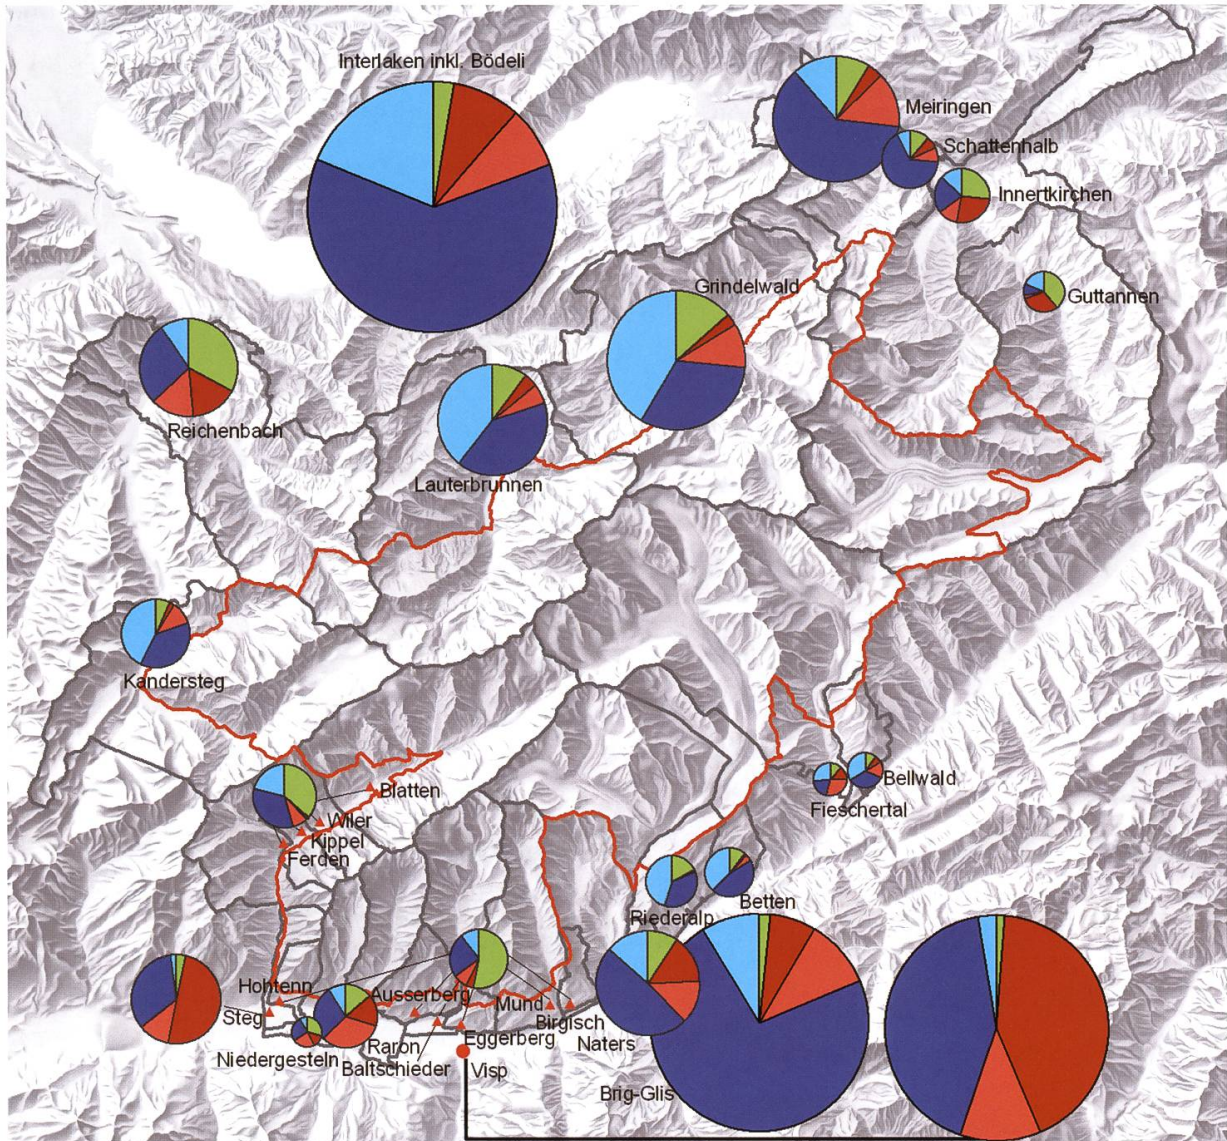 Interlaken inkl. Bödeli
Meiringen
Schattenhalb
Innertkirchen
Grindelwald
Guttannen
Reichenbach
Lauterbrunnen
Kandersteg
Blatten
Wiler
Kippel
Ferden
Bellwald
Fieschertal
Riederalp
Betten
Hohtenn
Steg
Niedergesteln
Ausserberg
Raron
Baltschieder
Eggerberg
Visp
Mund
Birgisch
Naters
Brig-Glis